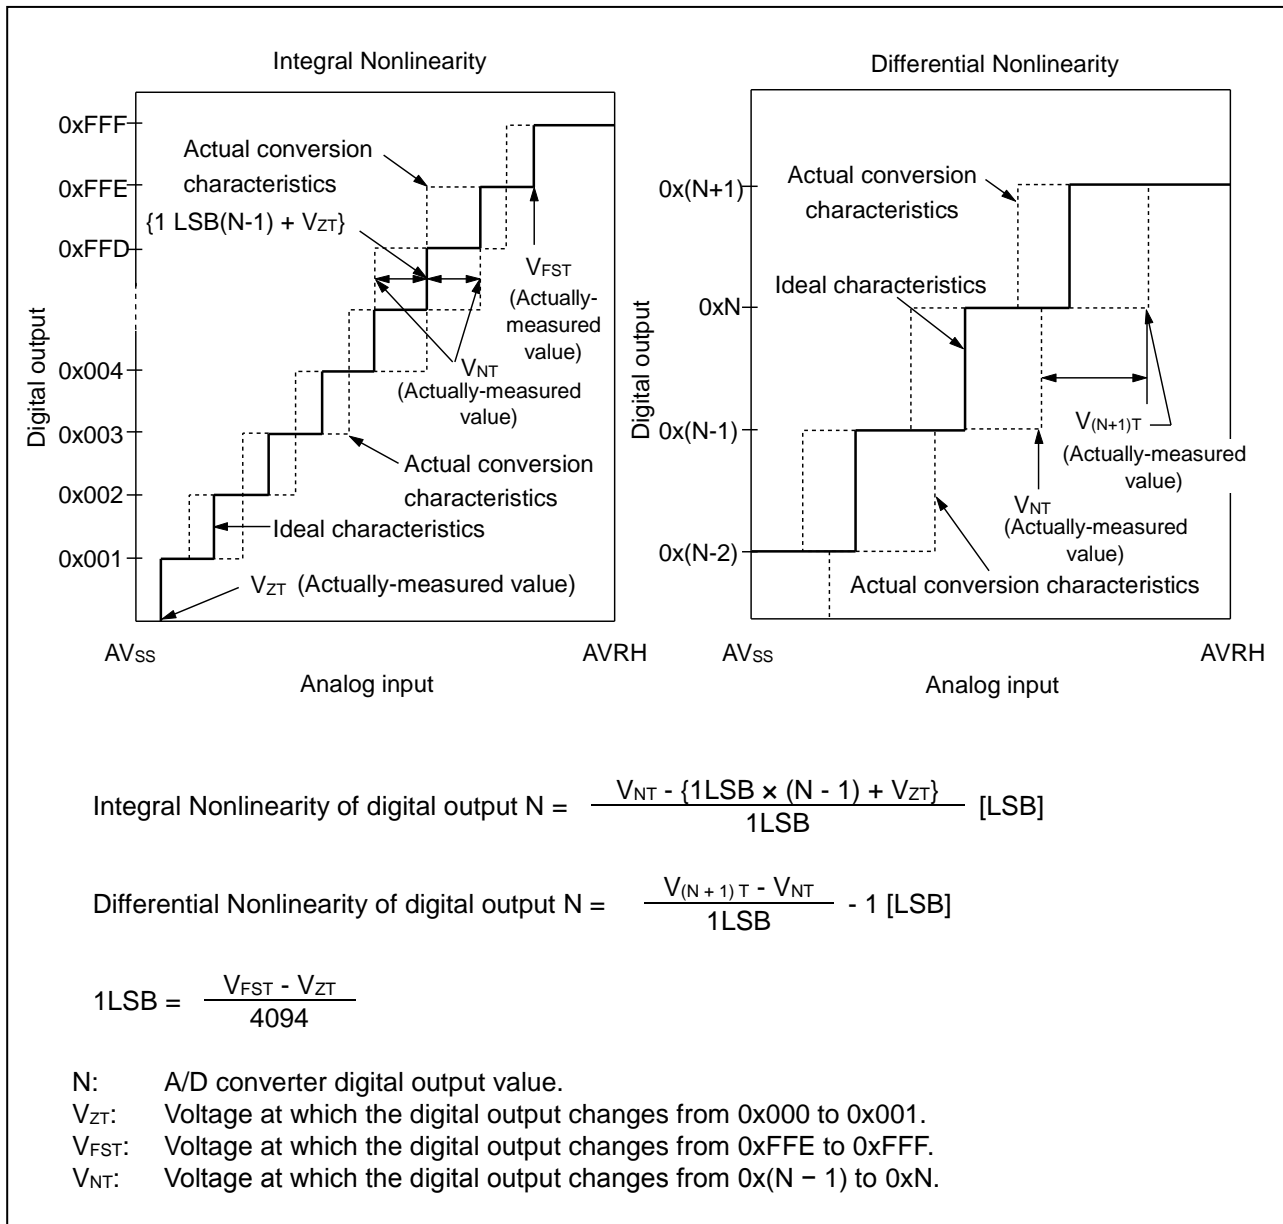 Integral Nonlinearity
0xFFF
0xFFE
0xFFD
0x004
0x003
0x002
0x001
Digital output
Actual conversion
characteristics
{1 LSB(N-1) + VZT}
VFST
(Actually-
measured
value)
VNT
(Actually-measured
value)
Actual conversion
characteristics
Ideal characteristics
VZT (Actually-measured value)
AVSS
AVRH
Analog input
Differential Nonlinearity
0x(N+1)
0xN
0x(N-1)
0x(N-2)
Digital output
Actual conversion
characteristics
Ideal characteristics
V(N+1)T
(Actually-measured
value)
VNT
(Actually-measured
value)
Actual conversion characteristics
AVSS
AVRH
Analog input
Integral Nonlinearity of digital output N = VNT - {1LSB × (N - 1) + VZT} / 1LSB [LSB]
Differential Nonlinearity of digital output N = V(N + 1) T - VNT / 1LSB - 1 [LSB]
1LSB = VFST - VZT / 4094
N: A/D converter digital output value.
VZT: Voltage at which the digital output changes from 0x000 to 0x001.
VFST: Voltage at which the digital output changes from 0xFFE to 0xFFF.
VNT: Voltage at which the digital output changes from 0x(N − 1) to 0xN.